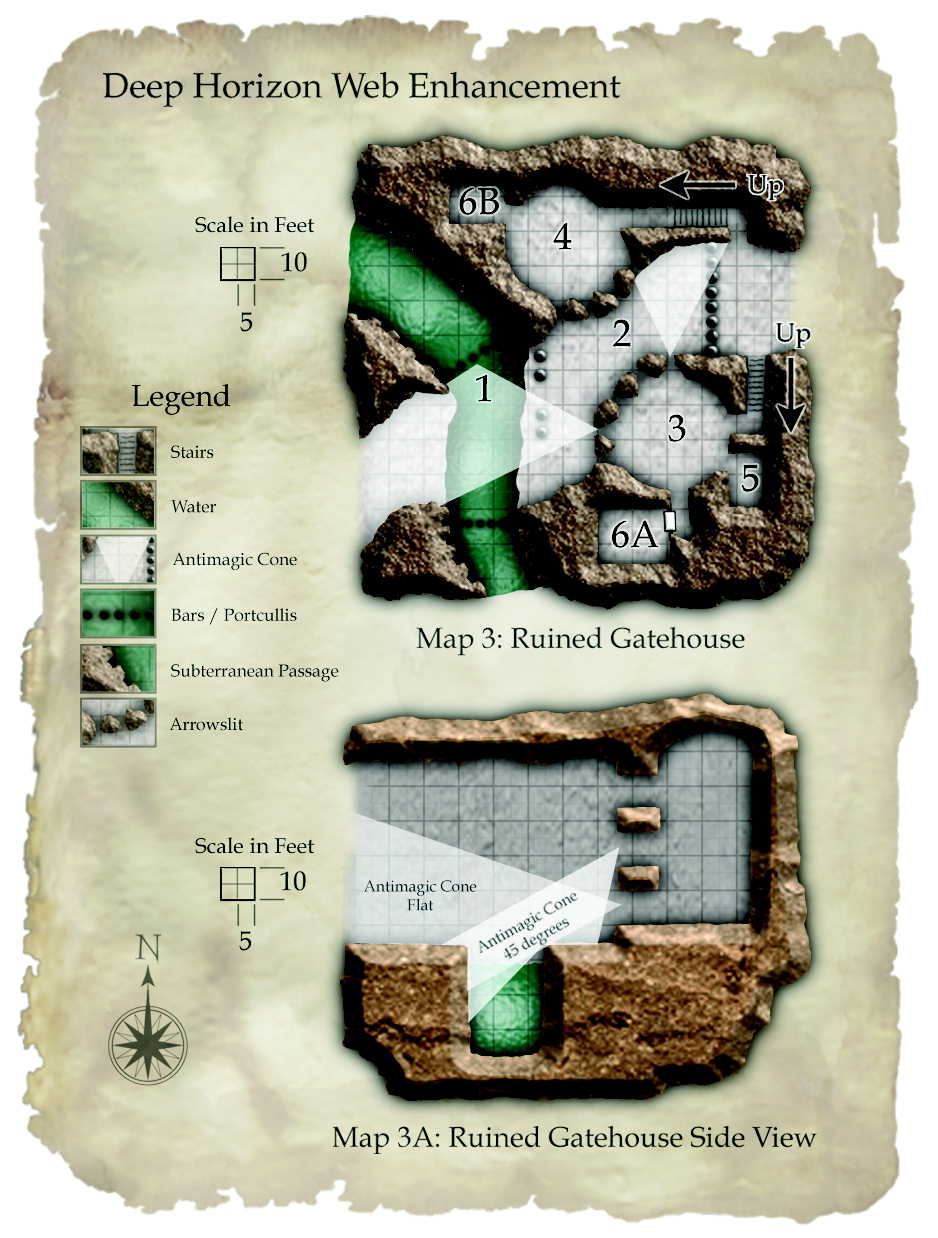 Deep Horizon Web Enhancement
Up
6B
4
Scale in Feet
10
5
2
Up
1
3
5
6A
Legend
Stairs
Water
Antimagic Cone
Bars / Portcullis
Subterranean Passage
Arrowslit
Map 3: Ruined Gatehouse
Scale in Feet
10
5
Antimagic Cone
Flat
Antimagic Cone
45 degrees
N
Map 3A: Ruined Gatehouse Side View